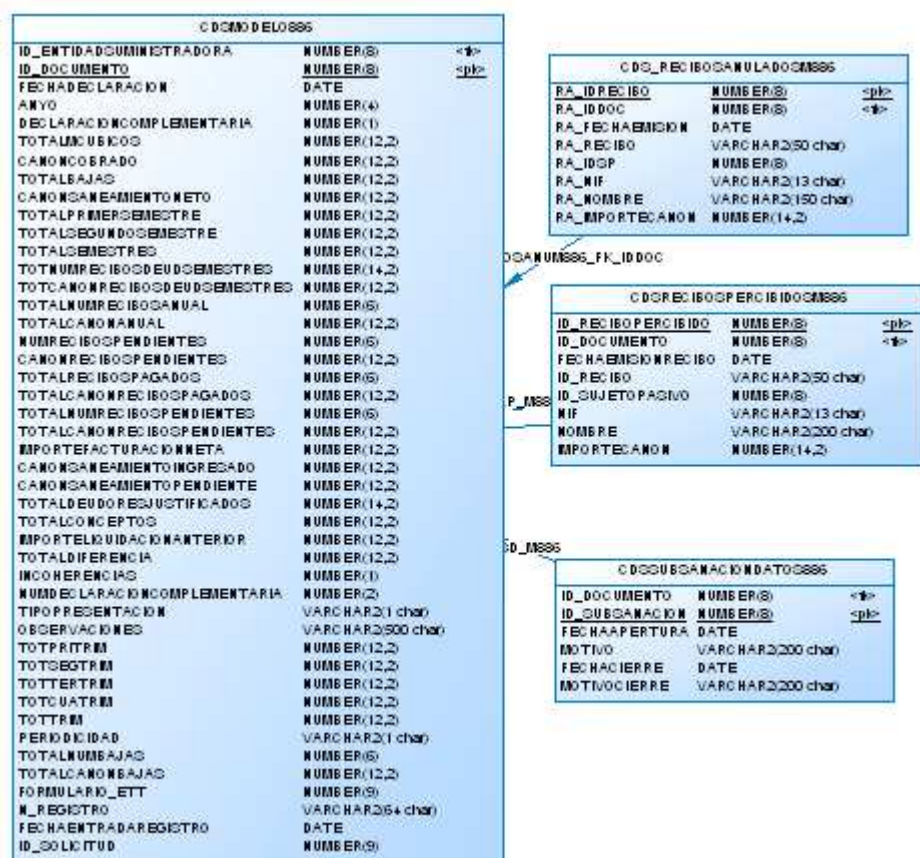 CDSMODELO886
ID_ENTIDADSUMINISTRADORA NUMBER(8) <fk>
ID_DOCUMENTO NUMBER(8) <pk>
FECHADECLARACION DATE
ANYO NUMBER(4)
DECLARACIONCOMPLEMENTARIA NUMBER(1)
TOTALMCUBICOS NUMBER(12,2)
CANONCOBRADO NUMBER(12,2)
TOTALBAJAS NUMBER(12,2)
CANONSANEAMIENTONETO NUMBER(12,2)
TOTALPRIMERSEMESTRE NUMBER(12,2)
TOTALSEGUNDOSEMESTRE NUMBER(12,2)
TOTALSEMESTRES NUMBER(12,2)
TOTNUMRECIBOSDEUDSEMESTRES NUMBER(14,2)
TOTCANONRECIBOSDEUDSEMESTRES NUMBER(12,2)
TOTALNUMRECIBOSANUAL NUMBER(6)
TOTALCANONANUAL NUMBER(12,2)
NUMRECIBOSPENDIENTES NUMBER(6)
CANONRECIBOSPENDIENTES NUMBER(12,2)
TOTALRECIBOSPAGADOS NUMBER(6)
TOTALCANONRECIBOSPAGADOS NUMBER(12,2)
TOTALNUMRECIBOSPENDIENTES NUMBER(6)
TOTALCANONRECIBOSPENDIENTES NUMBER(12,2)
IMPORTEFACTURACIONNETA NUMBER(12,2)
CANONSANEAMIENTOINGRESADO NUMBER(12,2)
CANONSANEAMIENTOPENDIENTE NUMBER(12,2)
TOTALDEUDORESJUSTIFICADOS NUMBER(14,2)
TOTALCONCEPTOS NUMBER(12,2)
IMPORTELIQUIDACIONANTERIOR NUMBER(12,2)
TOTALDIFERENCIA NUMBER(12,2)
INCOHERENCIAS NUMBER(1)
NUMDECLARACIONCOMPLEMENTARIA NUMBER(2)
TIPOPRESENTACION VARCHAR2(1 char)
OBSERVACIONES VARCHAR2(500 char)
TOTPRITRIM NUMBER(12,2)
TOTSEGTRIM NUMBER(12,2)
TOTTERTRIM NUMBER(12,2)
TOTCUATRIM NUMBER(12,2)
TOTTRIM NUMBER(12,2)
PERIODICIDAD VARCHAR2(1 char)
TOTALNUMBAJAS NUMBER(6)
TOTALCANONBAJAS NUMBER(12,2)
FORMULARIO_ETT NUMBER(9)
N_REGISTRO VARCHAR2(64 char)
FECHAENTRADAREGISTRO DATE
ID_SOLICITUD NUMBER(9)
CDS_RECIBOSANULADOSM886
RA_IDRECIBO NUMBER(8) <pk>
RA_IDDOC NUMBER(8) <fk>
RA_FECHAEMISION DATE
RA_RECIBO VARCHAR2(50 char)
RA_IDSP NUMBER(8)
RA_NIF VARCHAR2(13 char)
RA_NOMBRE VARCHAR2(150 char)
RA_IMPORTECANON NUMBER(14,2)
OSANUM886_FK_IDDOC
CDSRECIBOSPERCIBIDOSM886
ID_RECIBOPERCIBIDO NUMBER(8) <pk>
ID_DOCUMENTO NUMBER(8) <fk>
FECHAEMISIONRECIBO DATE
ID_RECIBO VARCHAR2(50 char)
ID_SUJETOPASIVO NUMBER(8)
NIF VARCHAR2(13 char)
NOMBRE VARCHAR2(200 char)
IMPORTECANON NUMBER(14,2)
P_M88
SD_M886
CDSSUBSANACIONDATOS886
ID_DOCUMENTO NUMBER(8) <fk>
ID_SUBSANACION NUMBER(8) <pk>
FECHAAPERTURA DATE
MOTIVO VARCHAR2(200 char)
FECHACIERRE DATE
MOTIVOCIERRE VARCHAR2(200 char)